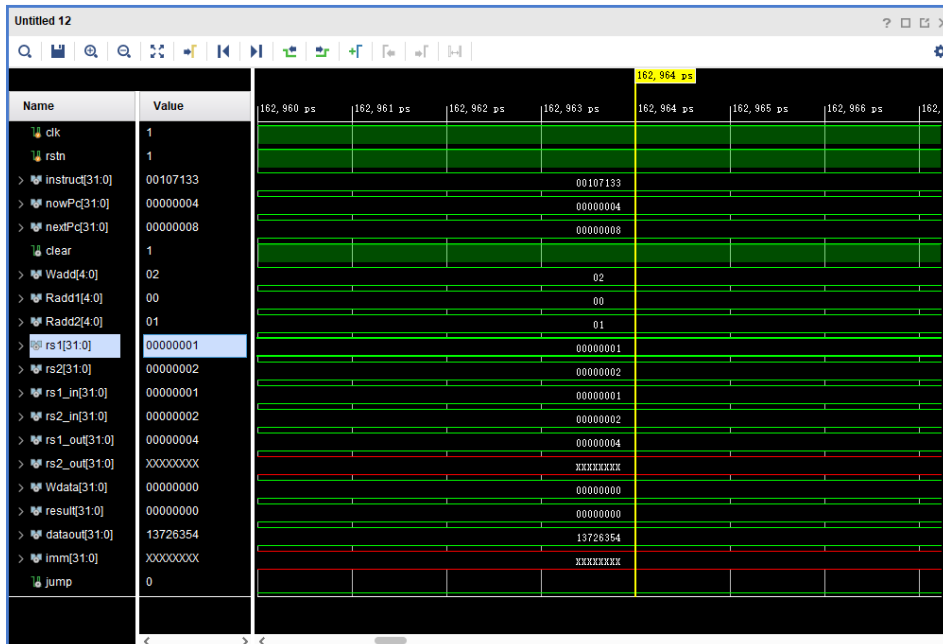 Untitled 12
162,964 ps
Name Value 162,960 ps 162,961 ps 162,962 ps 162,963 ps 162,964 ps 162,965 ps 162,966 ps 162,
clk 1
rstn 1
instruct[31:0] 00107133 00107133
nowPc[31:0] 00000004 00000004
nextPc[31:0] 00000008 00000008
clear 1
Wadd[4:0] 02 02
Radd1[4:0] 00 00
Radd2[4:0] 01 01
rs1[31:0] 00000001 00000001
rs2[31:0] 00000002 00000002
rs1_in[31:0] 00000001 00000001
rs2_in[31:0] 00000002 00000002
rs1_out[31:0] 00000004 00000004
rs2_out[31:0] XXXXXXXX XXXXXXXX
Wdata[31:0] 00000000 00000000
result[31:0] 00000000 00000000
dataout[31:0] 13726354 13726354
imm[31:0] XXXXXXXX XXXXXXXX
jump 0